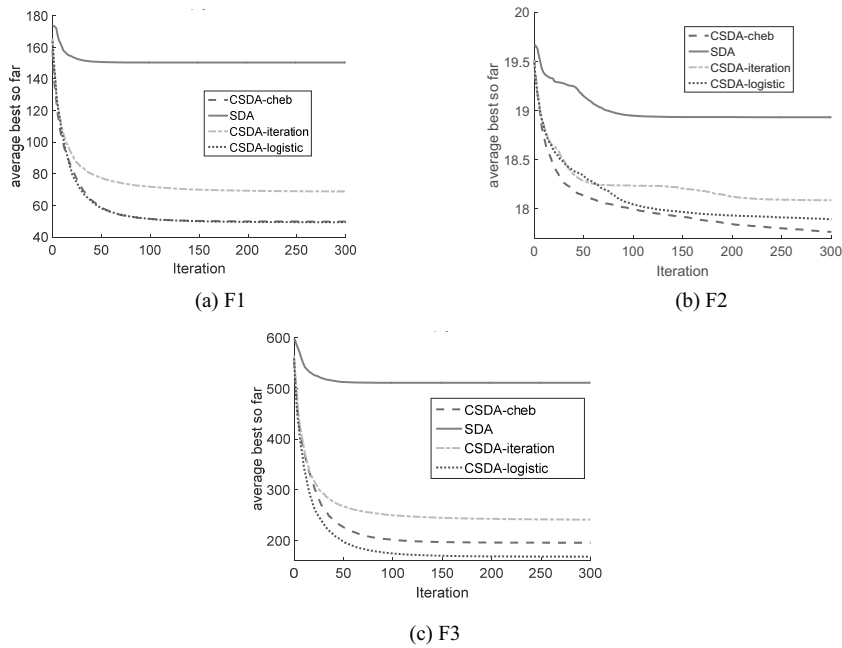 180
160
140
120
100
80
60
40
0 50 100 150 200 250 300
average best so far
Iteration
CSDA-cheb
SDA
CSDA-iteration
CSDA-logistic
(a) F1
20
19.5
19
18.5
18
0 50 100 150 200 250 300
average best so far
Iteration
CSDA-cheb
SDA
CSDA-iteration
CSDA-logistic
(b) F2
600
500
400
300
200
0 50 100 150 200 250 300
average best so far
Iteration
CSDA-cheb
SDA
CSDA-iteration
CSDA-logistic
(c) F3